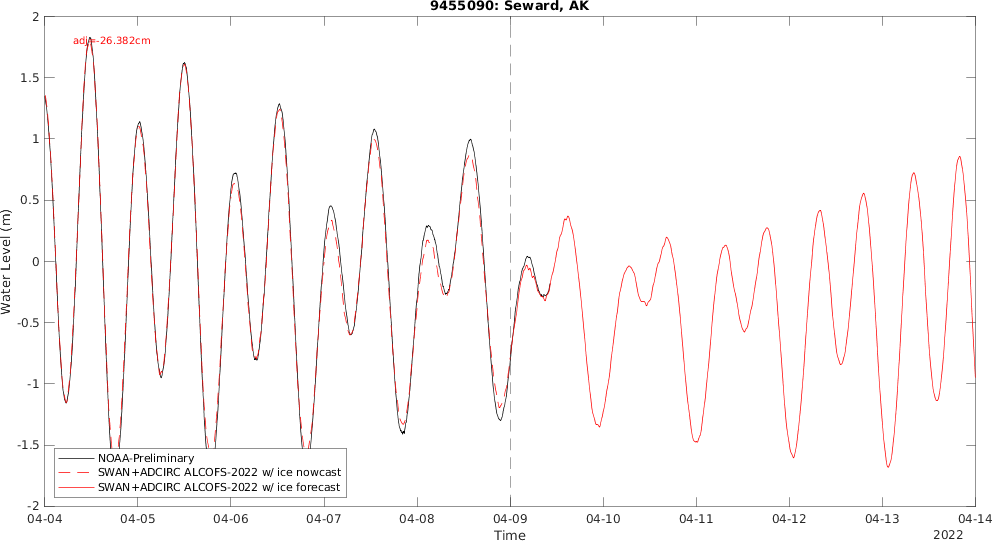 9455090: Seward, AK
adj=-26.382cm
Water Level (m)
2
1.5
1
0.5
0
-0.5
-1
-1.5
-2
NOAA-Preliminary
SWAN+ADCIRC ALCOFS-2022 w/ ice nowcast
SWAN+ADCIRC ALCOFS-2022 w/ ice forecast
04-04 04-05 04-06 04-07 04-08 04-09 04-10 04-11 04-12 04-13 04-14
Time
2022